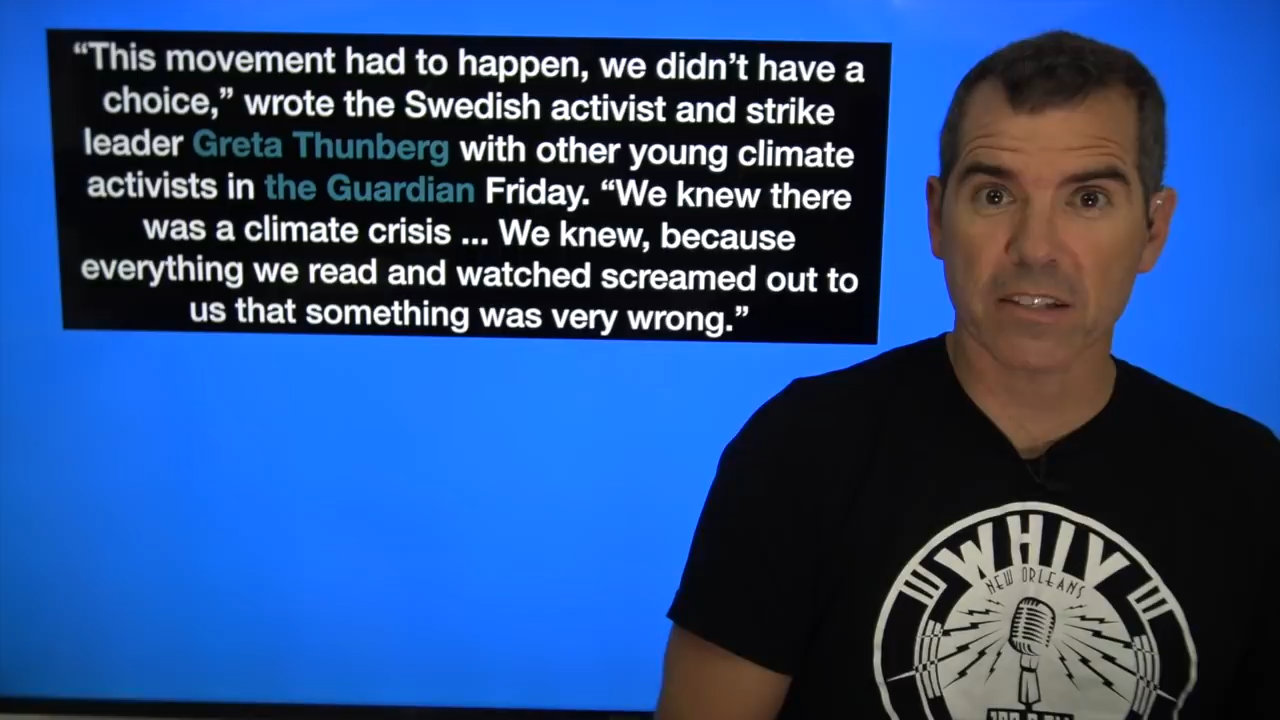 “This movement had to happen, we didn’t have a
choice,” wrote the Swedish activist and strike
leader Greta Thunberg with other young climate
activists in the Guardian Friday. “We knew there
was a climate crisis ... We knew, because
everything we read and watched screamed out to
us that something was very wrong.”
WHIV
NEW ORLEANS